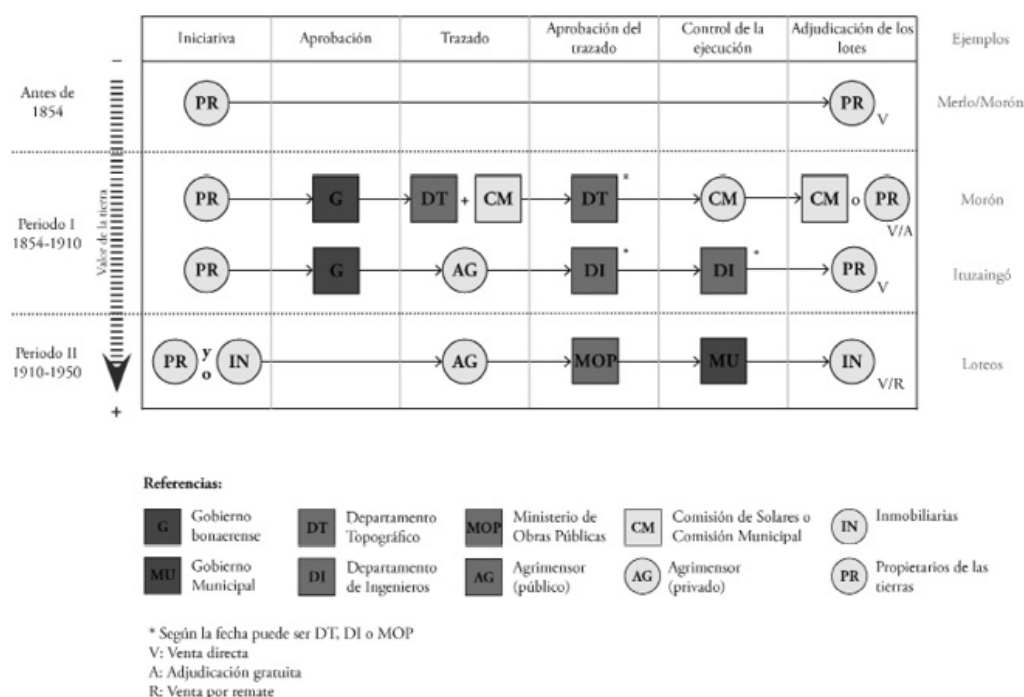 Iniciativa
Aprobación
Trazado
Aprobación del
trazado
Control de la
ejecución
Adjudicación de los
lotes
Ejemplos
Valor de la tierra
-
+
Antes de
1854
PR
PR
V
Merlo/Morón
Periodo I
1854-1910
PR
G
DT + CM
DT *
CM
CM o PR
V/A
Morón
PR
G
AG
DI *
DI *
PR
V
Ituzaingó
Periodo II
1910-1950
PR y o IN
AG
MOP
MU
IN
V/R
Loteos
Referencias:
G Gobierno
bonaerense
DT Departamento
Topográfico
MOP Ministerio de
Obras Públicas
CM Comisión de Solares o
Comisión Municipal
IN Inmobiliarias
MU Gobierno
Municipal
DI Departamento
de Ingenieros
AG Agrimensor
(público)
AG Agrimensor
(privado)
PR Propietarios de las
tierras
* Según la fecha puede ser DT, DI o MOP
V: Venta directa
A: Adjudicación gratuita
R: Venta por remate